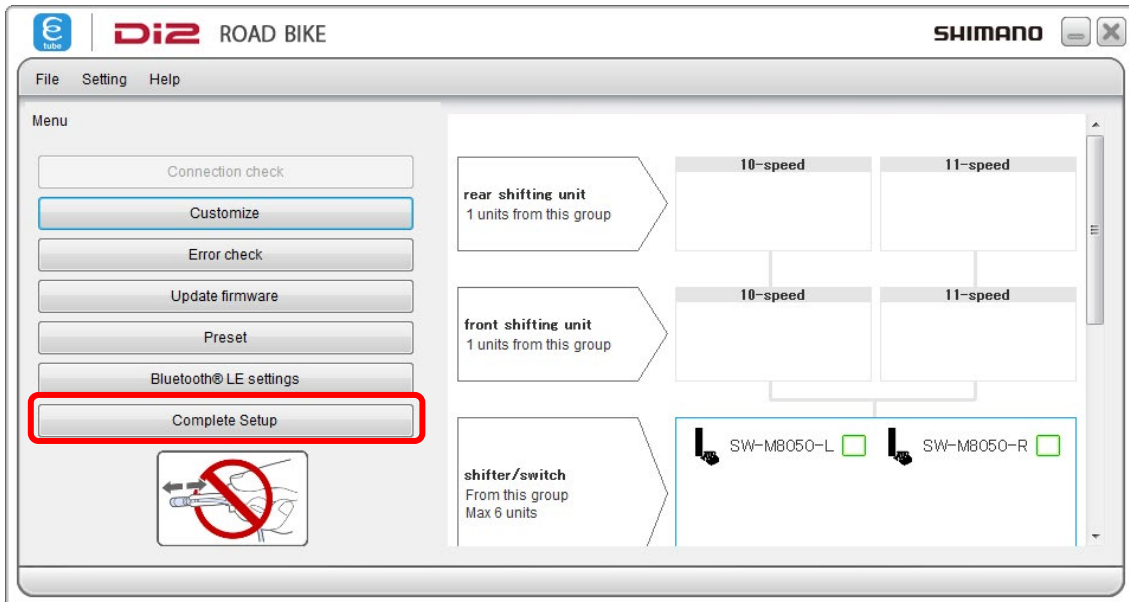 e
tube
Di2 ROAD BIKE
SHIMANO
File Setting Help
Menu
Connection check
Customize
Error check
Update firmware
Preset
Bluetooth® LE settings
Complete Setup
10-speed 11-speed
rear shifting unit
1 units from this group
10-speed 11-speed
front shifting unit
1 units from this group
SW-M8050-L SW-M8050-R
shifter/switch
From this group
Max 6 units